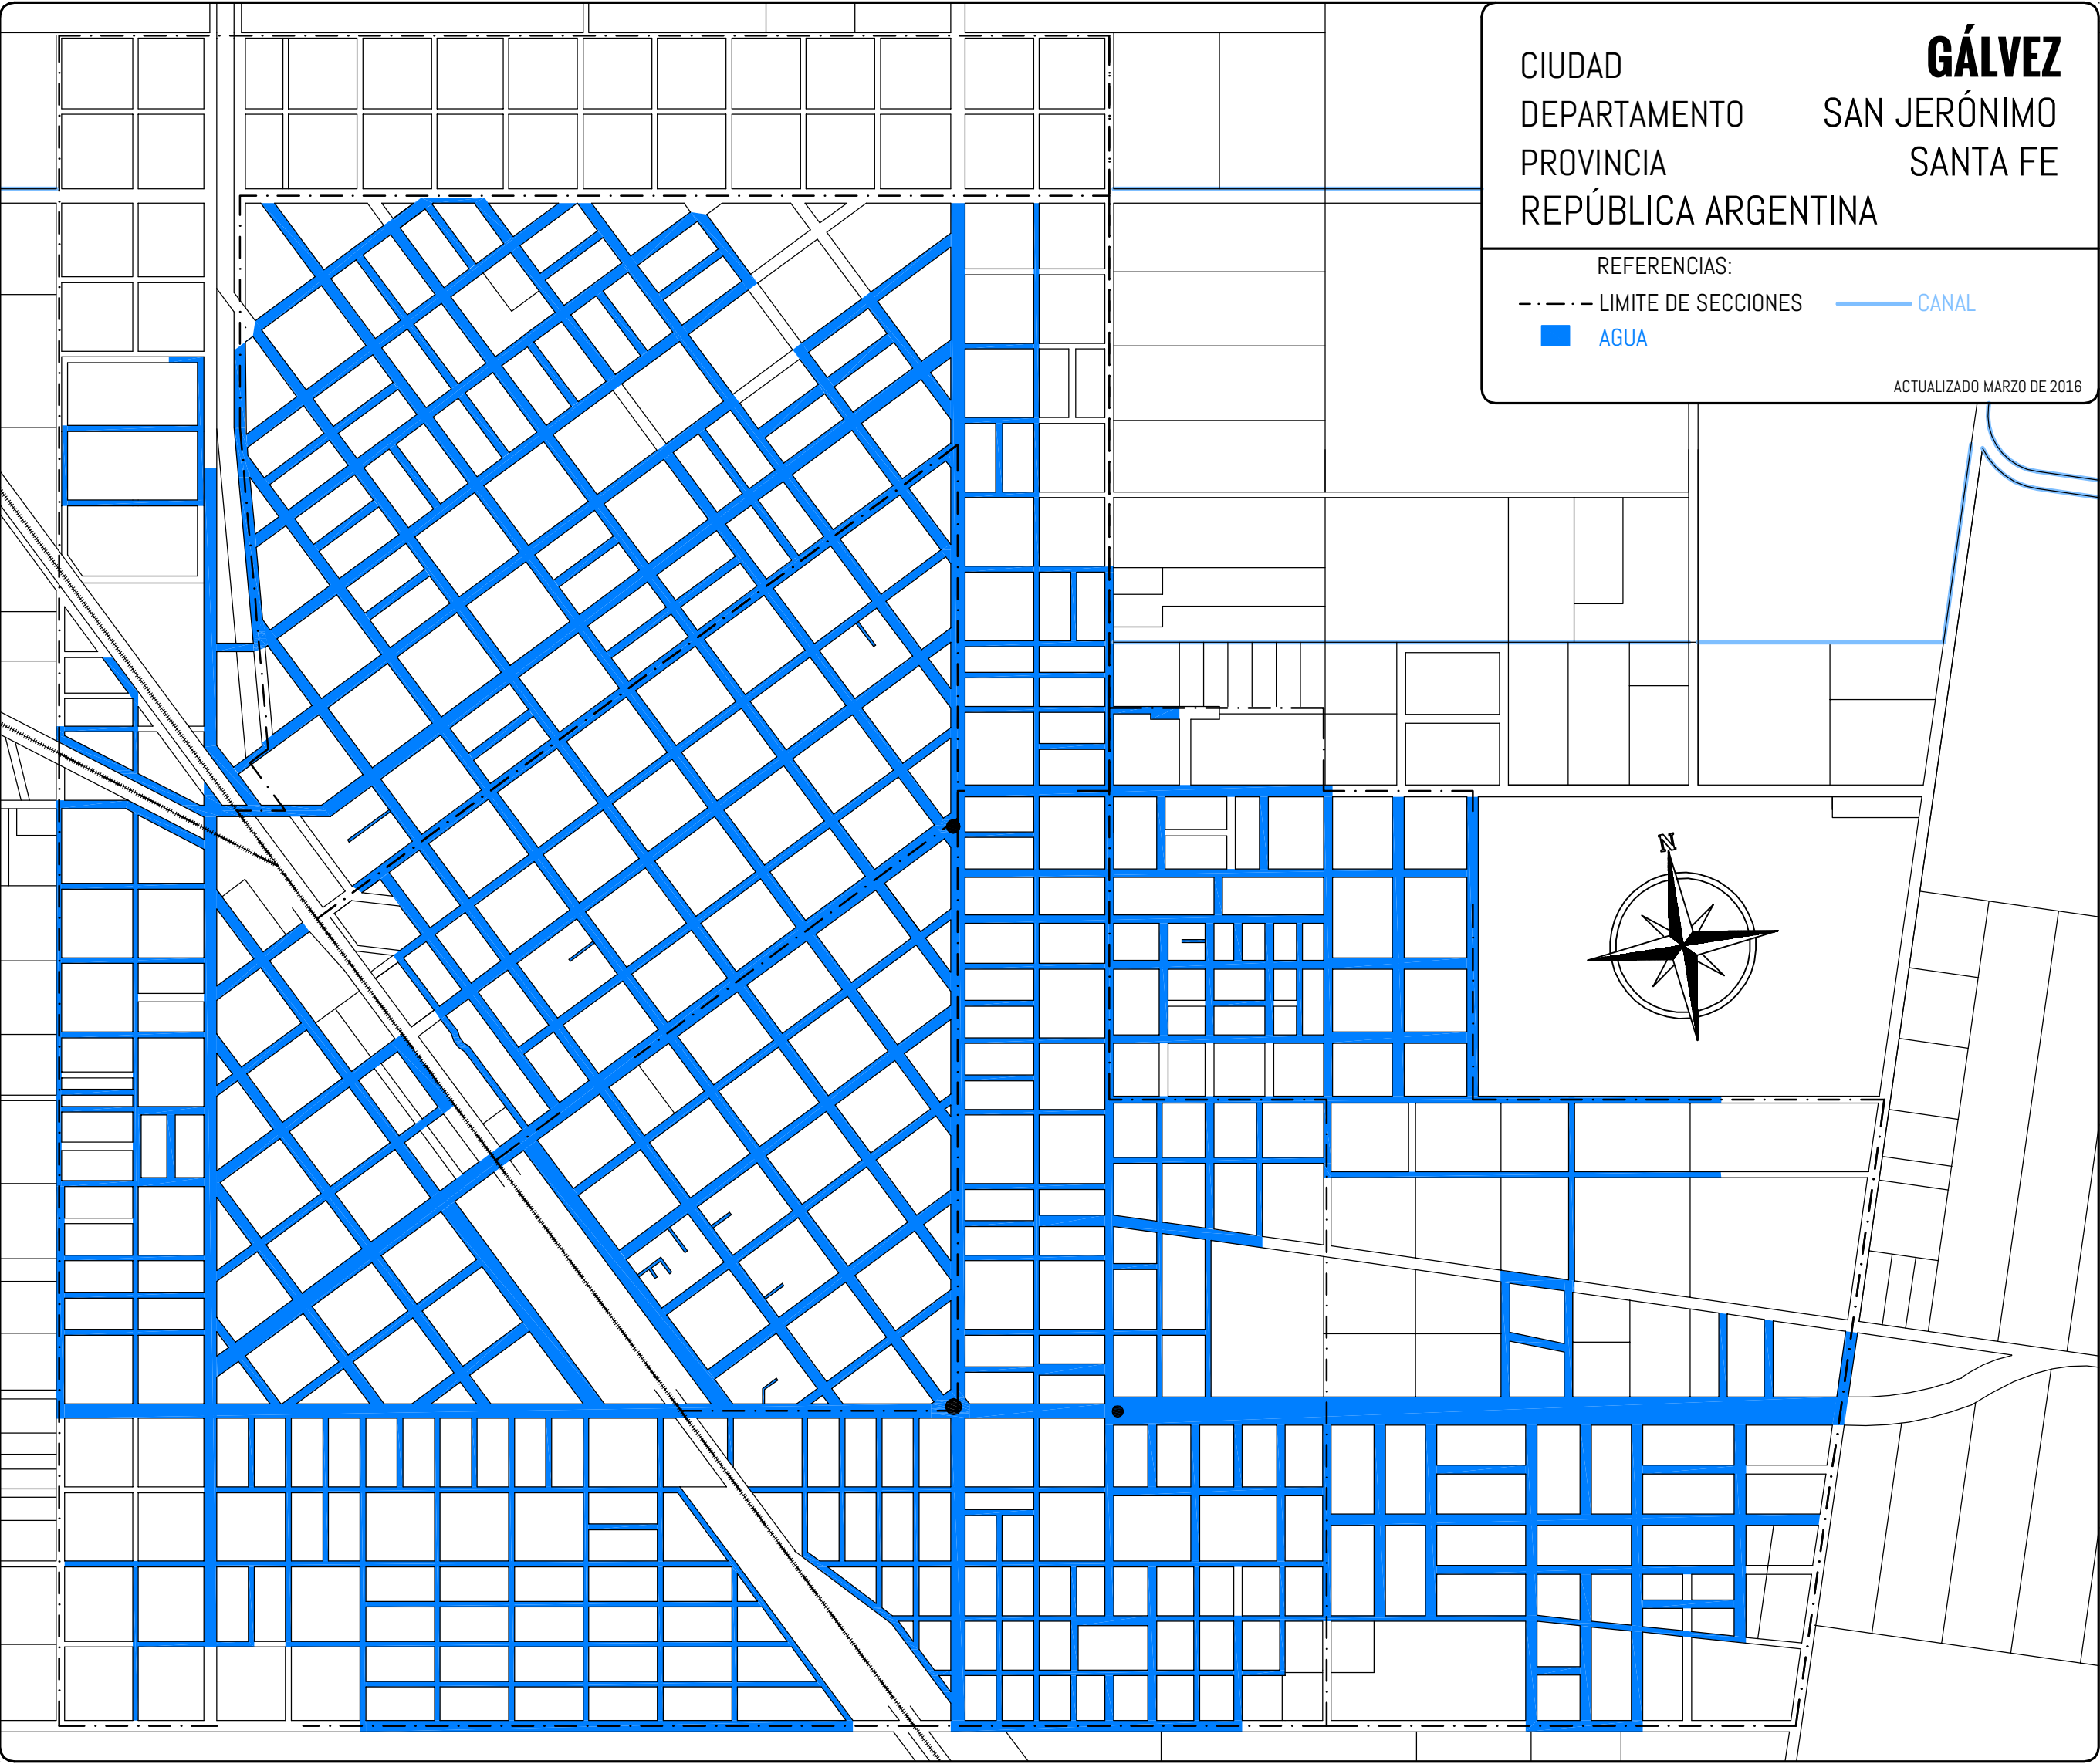 CIUDAD GÁLVEZ
DEPARTAMENTO SAN JERÓNIMO
PROVINCIA SANTA FE
REPÚBLICA ARGENTINA
REFERENCIAS:
LIMITE DE SECCIONES CANAL
AGUA
ACTUALIZADO MARZO DE 2016
N